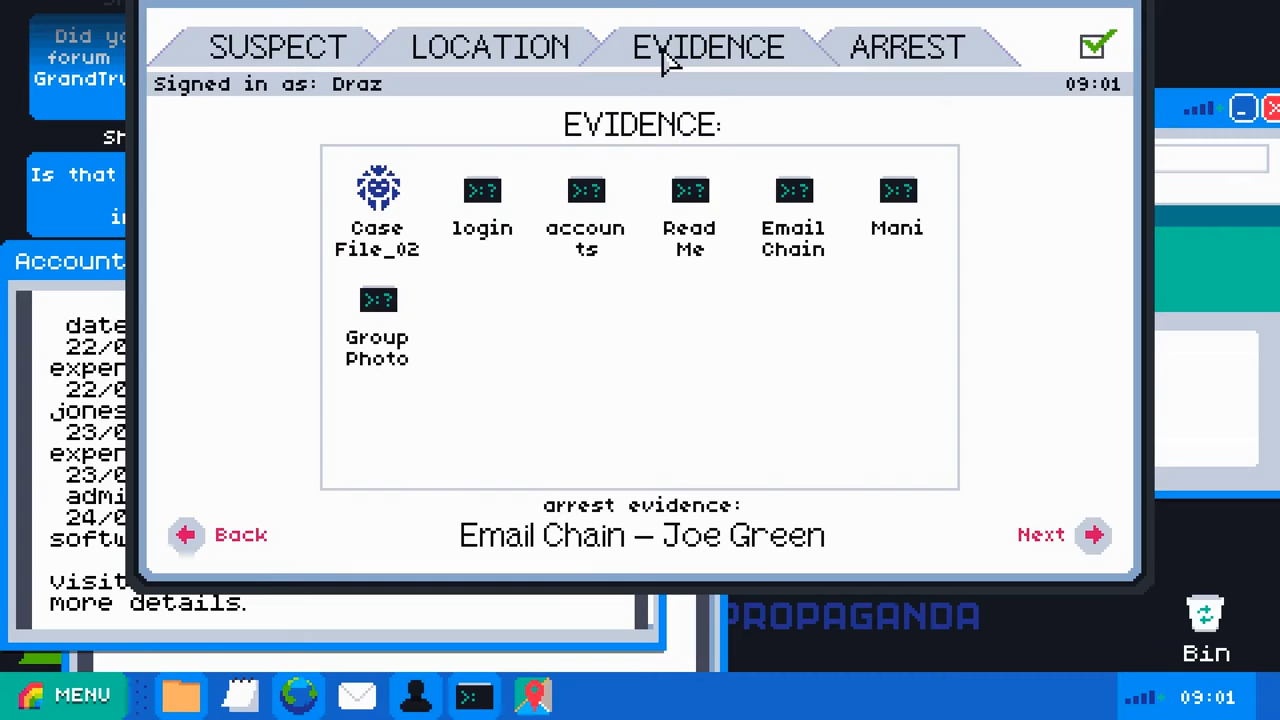 SUSPECT LOCATION EVIDENCE ARREST
Signed in as: Draz 09:01
EVIDENCE:
Case File_02
login
accoun
ts
Read
Me
Email
Chain
Mani
Group
Photo
arrest evidence:
Email Chain – Joe Green
Back
Next
Did yo
forum
GrandTru
Sh
Is that
in
Account
date
22/0
expen
22/0
jones
23/0
expen
23/0
admi
24/0
softw
visit
more details.
PROPAGANDA
Bin
MENU
09:01